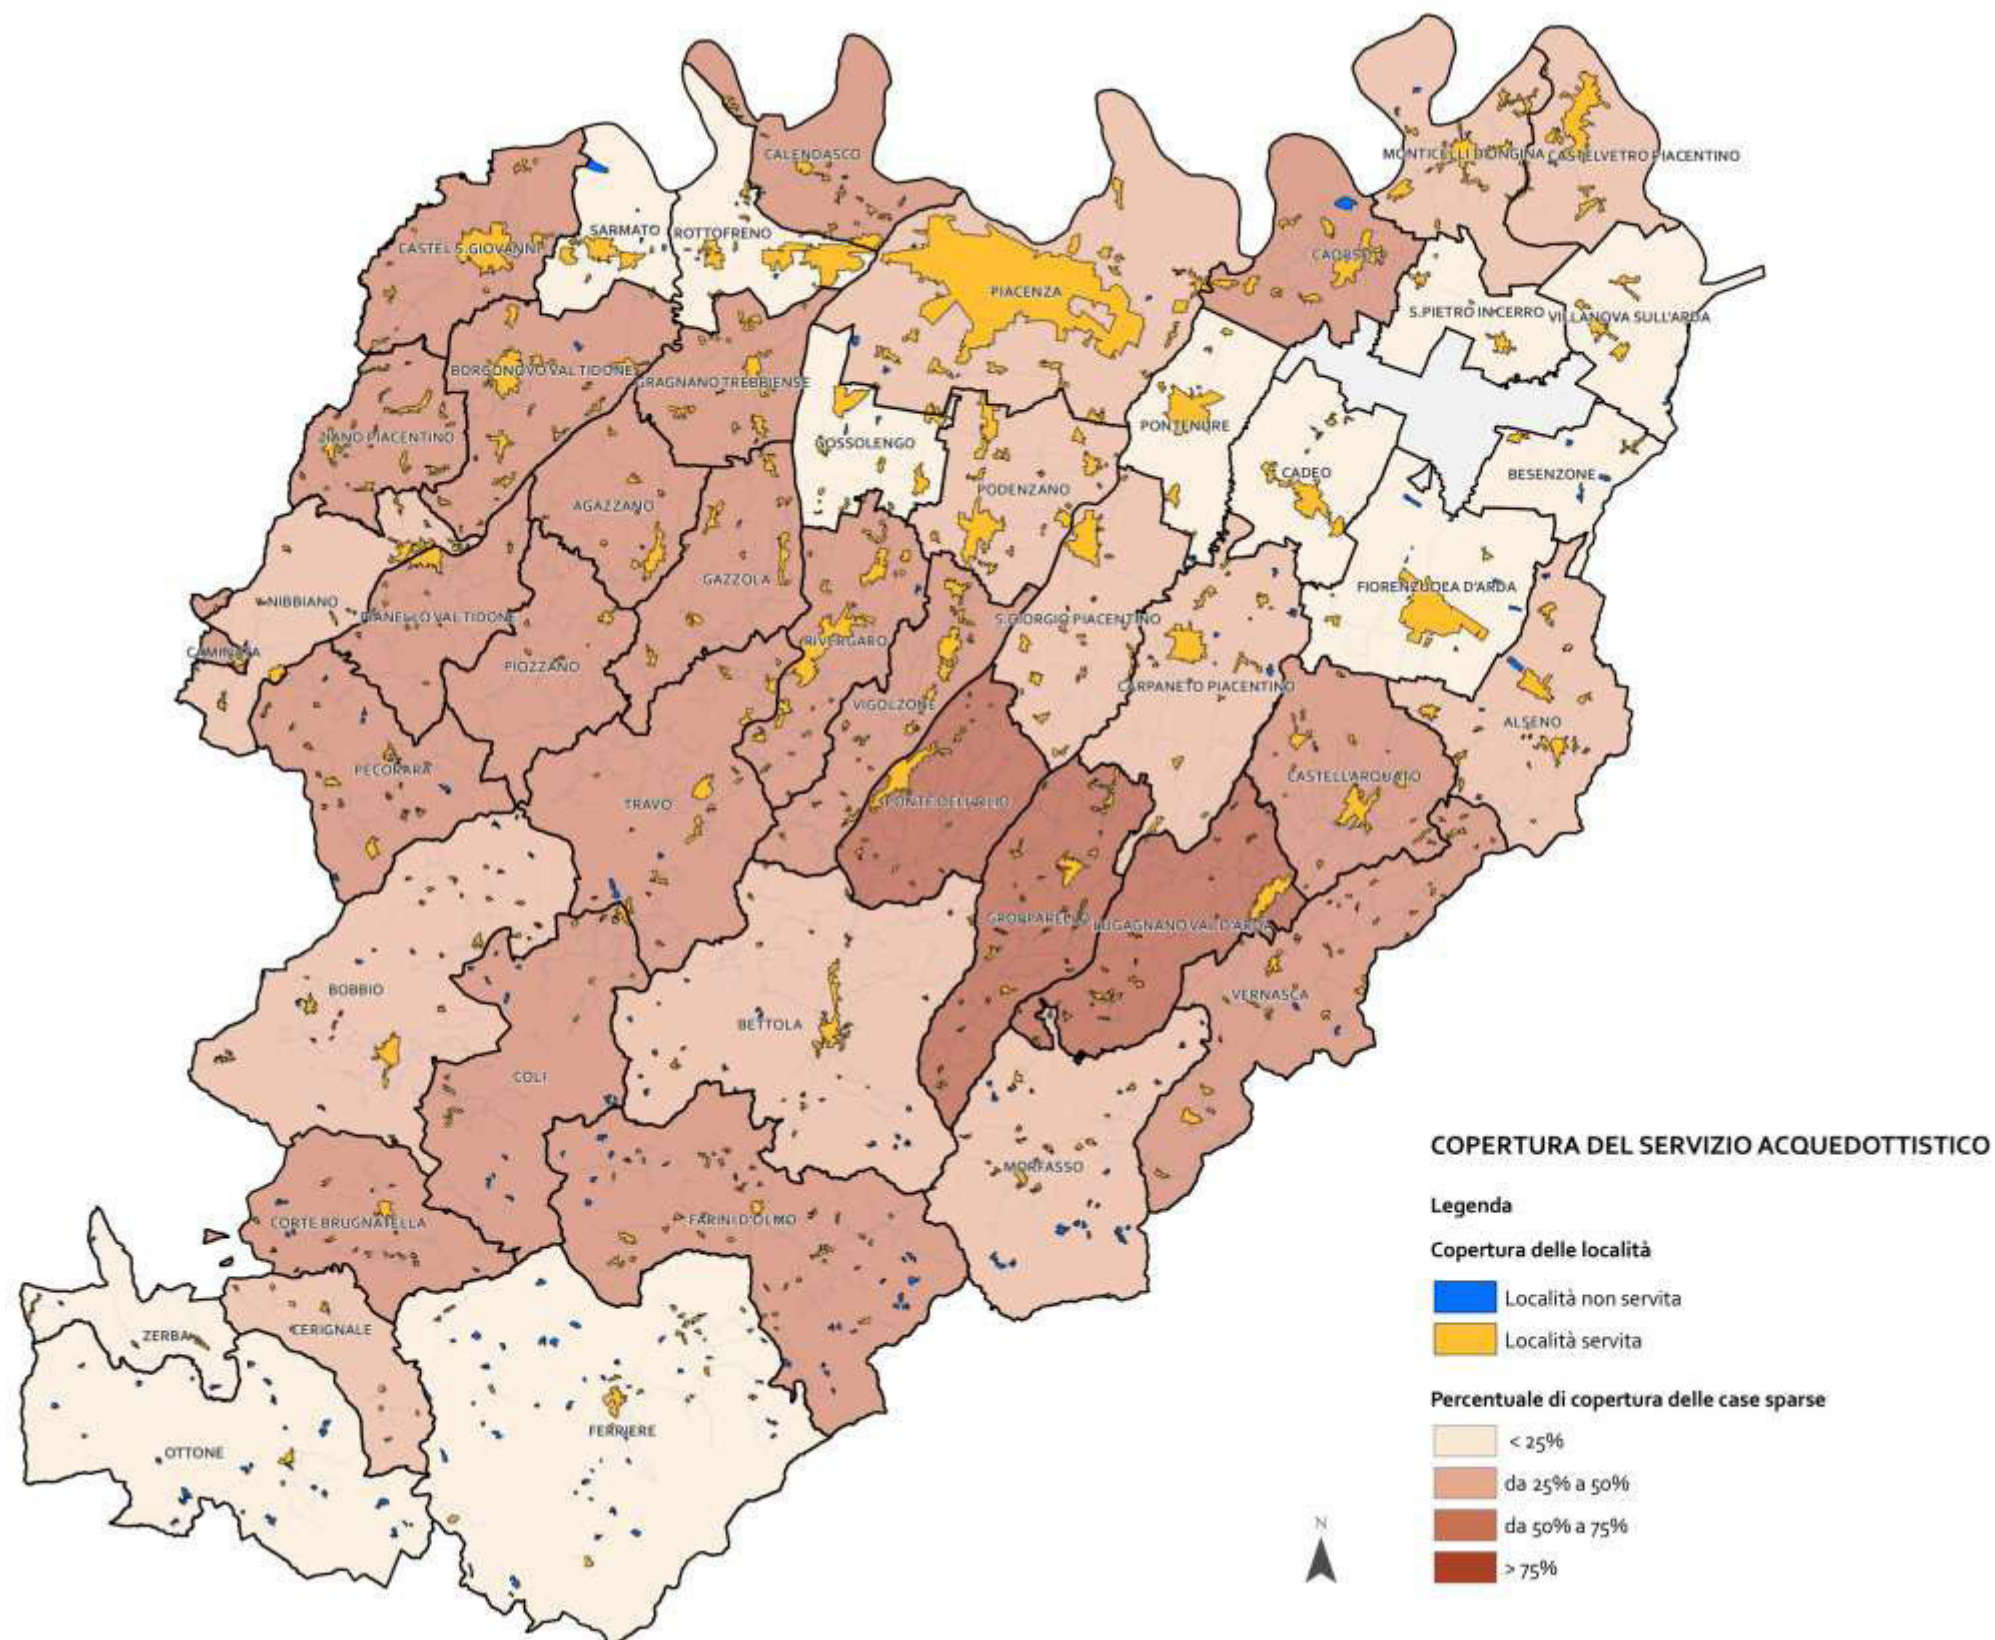 CALENDASCO
MONTICELLI D'ONGINA
CASTELVETRO PIACENTINO
SARMATO
ROTTOFRENO
CASTEL S.GIOVANNI
CAORSO
PIACENZA
S.PIETRO IN CERRO
VILLANOVA SULL'ARDA
BORGONOVO VAL TIDONE
GRAGNANO TREBBIENSE
ZIANO PIACENTINO
GOSSOLENGO
PONTENURE
CADEO
BESENZONE
PODENZANO
AGAZZANO
GAZZOLA
FIORENZUOLA D'ARDA
NIBBIANO
PIANELLO VAL TIDONE
S.GIORGIO PIACENTINO
RIVERGARO
CAMINATA
PIOZZANO
CARPANETO PIACENTINO
VIGOLZONE
ALSENO
PECORARA
CASTELL'ARQUATO
TRAVO
PONTE DELL'OLIO
GROPPARELLO
LUGAGNANO VAL D'ARDA
BOBBIO
VERNASCA
BETTOLA
COLI
MORFASSO
CORTE BRUGNATELLA
FARINI D'OLMO
ZERBA
CERIGNALE
OTTONE
FERRIERE
COPERTURA DEL SERVIZIO ACQUEDOTTISTICO
Legenda
Copertura delle località
Località non servita
Località servita
Percentuale di copertura delle case sparse
< 25%
da 25% a 50%
da 50% a 75%
> 75%
N